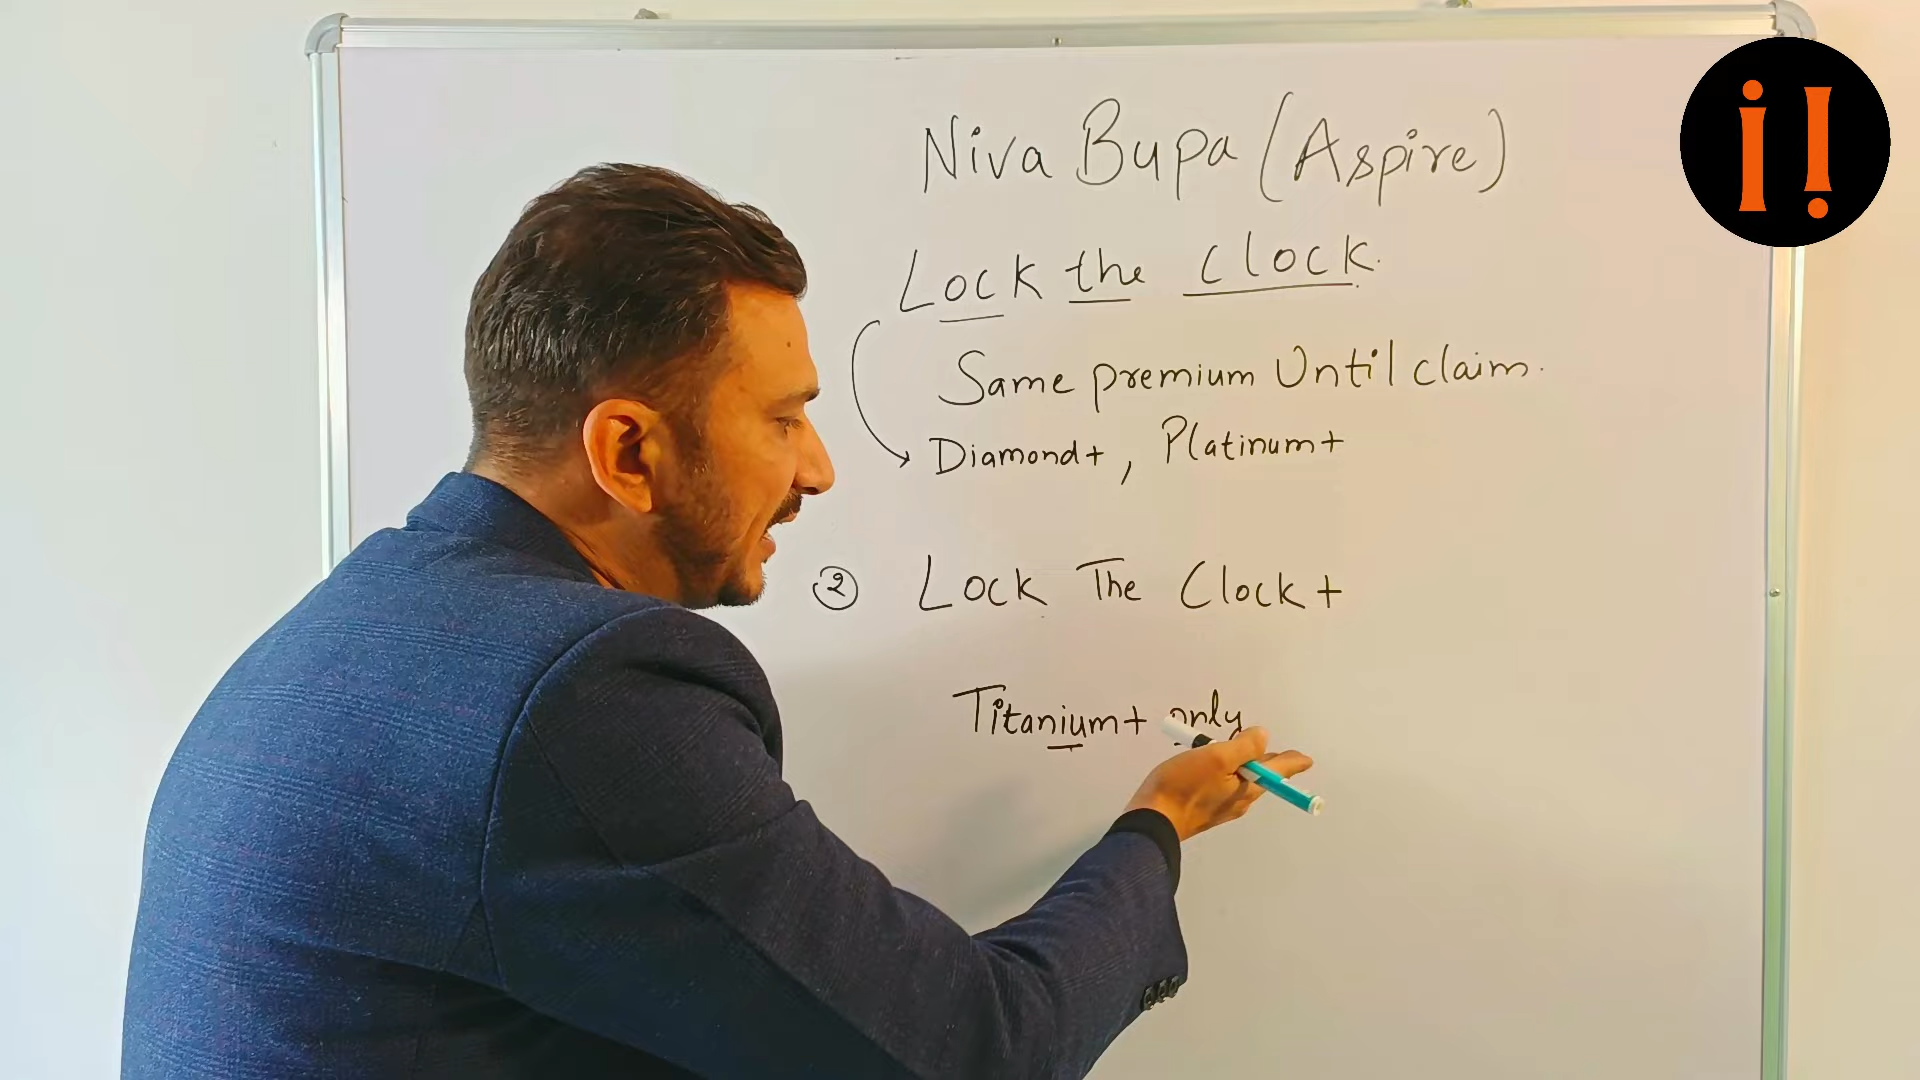 Niva Bupa (Aspire)
Lock the clock.
Same premium Until claim.
Diamond+, Platinum+
2 Lock The Clock+
Titanium+ only
i!